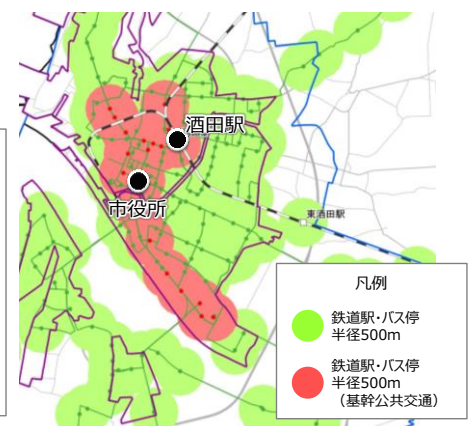 酒田駅
市役所
東酒田駅
凡例
鉄道駅・バス停
半径500m
鉄道駅・バス停
半径500m
（基幹公共交通）